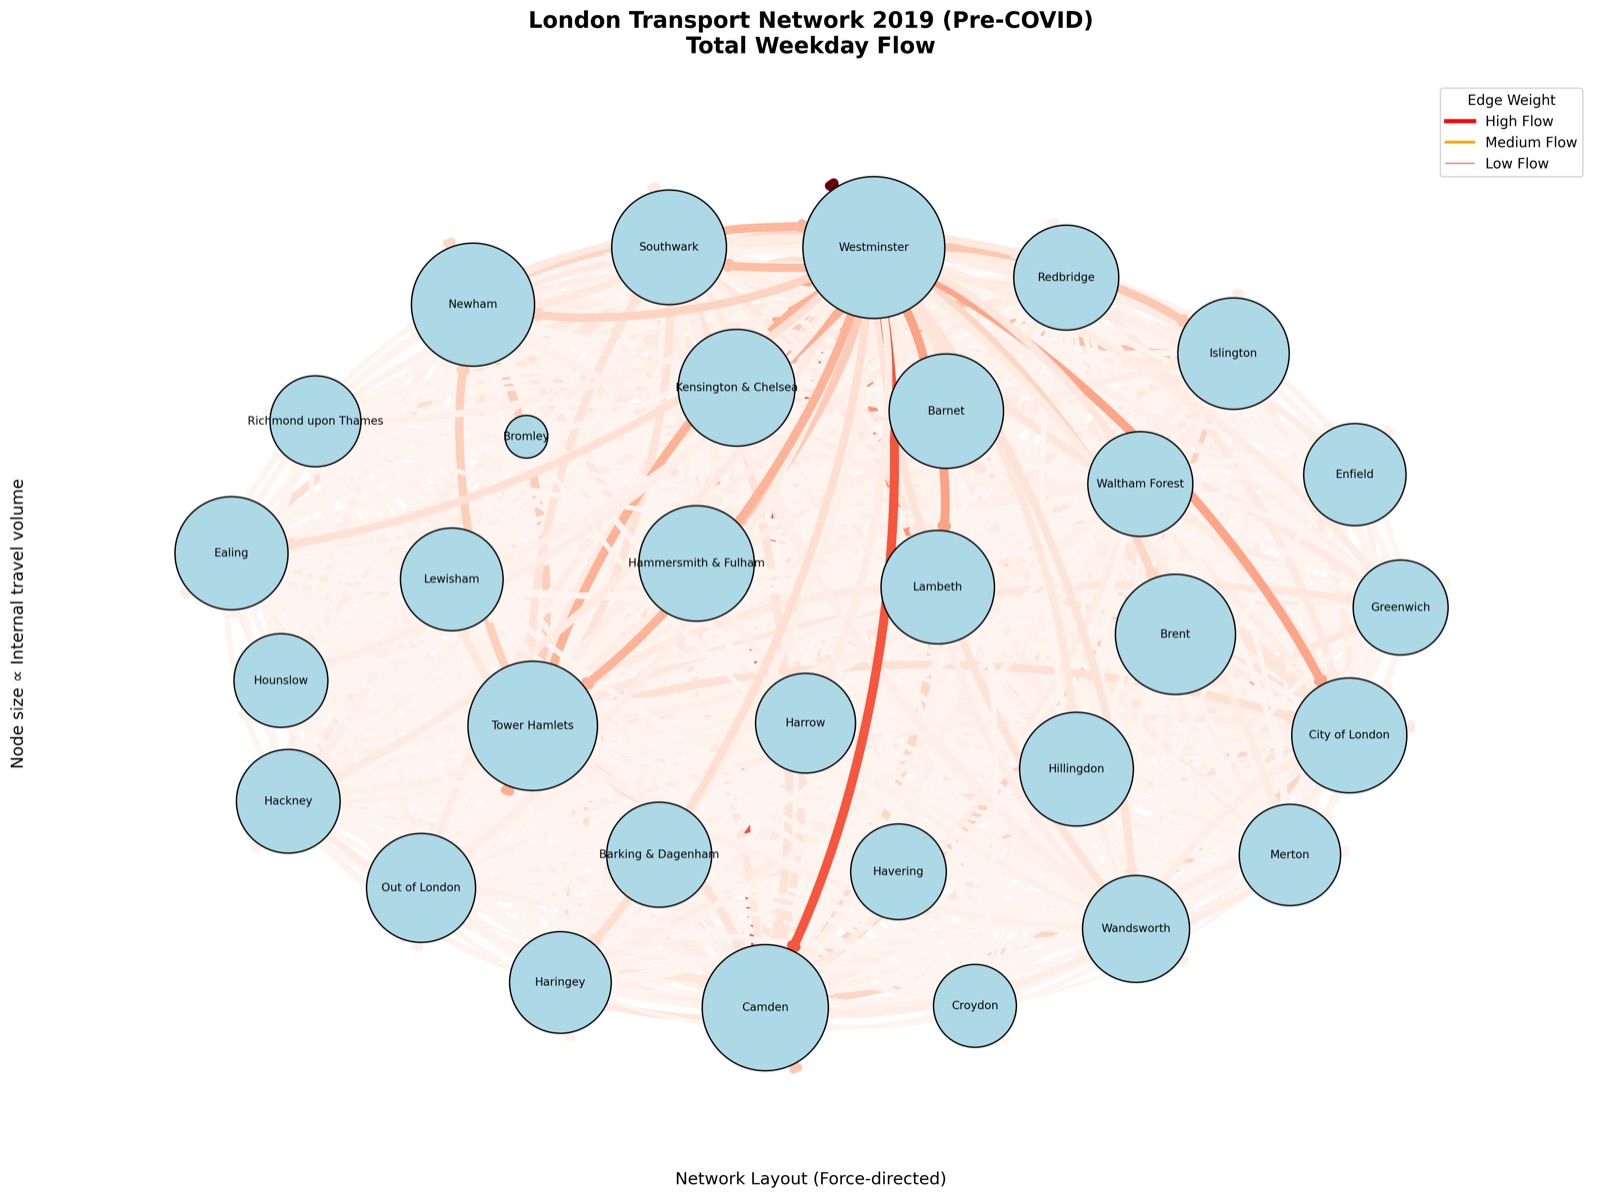 London Transport Network 2019 (Pre-COVID)
Total Weekday Flow
Edge Weight
High Flow
Medium Flow
Low Flow
Southwark
Westminster
Redbridge
Newham
Islington
Kensington & Chelsea
Barnet
Richmond upon Thames
Bromley
Enfield
Waltham Forest
Ealing
Lewisham
Hammersmith & Fulham
Lambeth
Greenwich
Brent
Hounslow
Tower Hamlets
Harrow
City of London
Hillingdon
Hackney
Barking & Dagenham
Merton
Havering
Out of London
Wandsworth
Haringey
Camden
Croydon
Node size ∝ Internal travel volume
Network Layout (Force-directed)